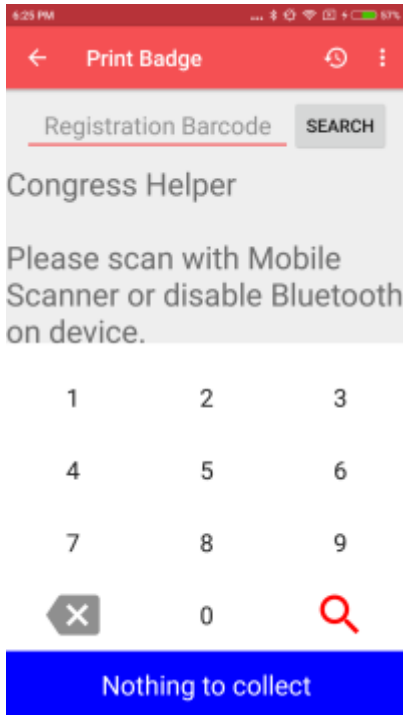 6:25 PM ... 67%
Print Badge
Registration Barcode SEARCH
Congress Helper
Please scan with Mobile
Scanner or disable Bluetooth
on device.
1 2 3
4 5 6
7 8 9
0
Nothing to collect